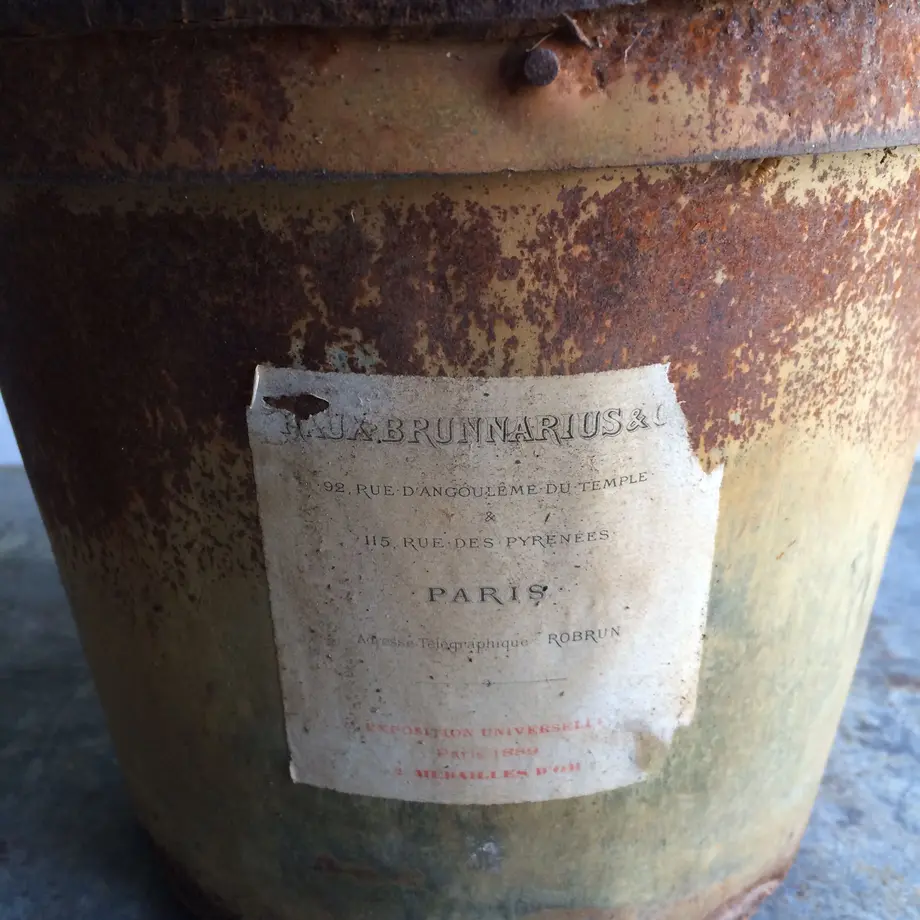 AUX & BRUNNARIUS & C
92, RUE·D'ANGOULÊME·DU·TEMPLE
&
115, RUE·DES·PYRÉNÉES
·PARIS·
Adresse Télégraphique ROBRUN
EXPOSITION UNIVERSELLE
PARIS 1889
2 MÉDAILLES D'OR